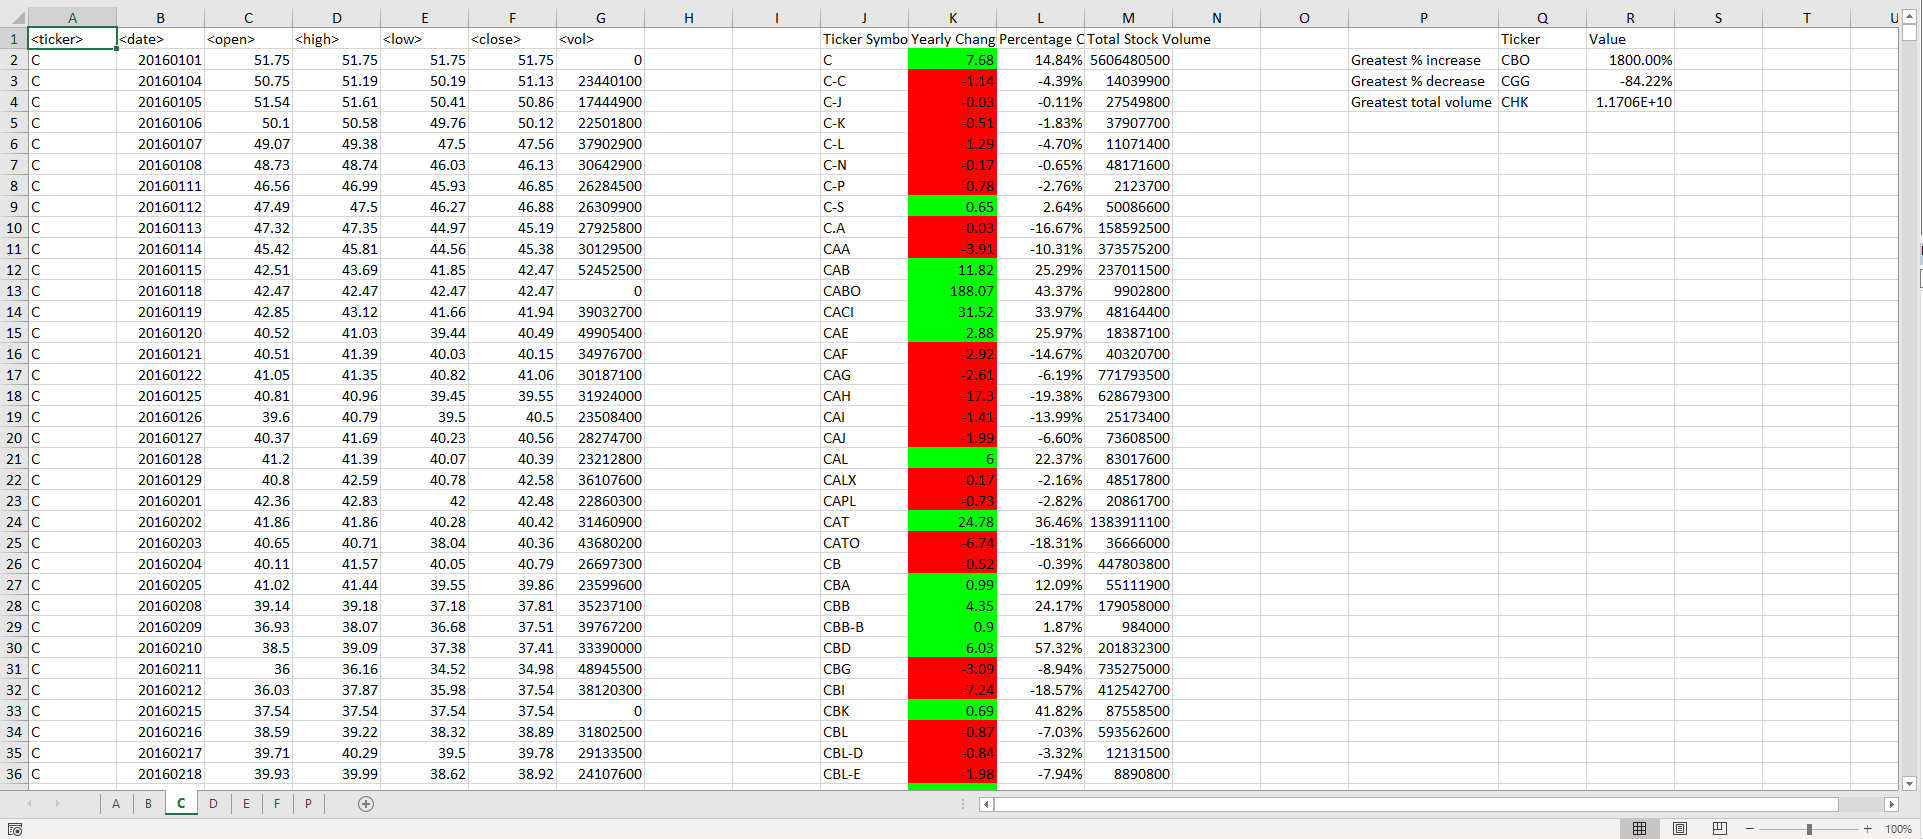 A B C D E F G H I J K L M N O P Q R S T U
1 <ticker> <date> <open> <high> <low> <close> <vol> Ticker Symbo Yearly Chang Percentage C Total Stock Volume Ticker Value
2 C 20160101 51.75 51.75 51.75 51.75 0 C 7.68 14.84% 5606480500 Greatest % increase CBO 1800.00%
3 C 20160104 50.75 51.19 50.19 51.13 23440100 C-C -1.14 -4.39% 14039900 Greatest % decrease CGG -84.22%
4 C 20160105 51.54 51.61 50.41 50.86 17444900 C-J -0.03 -0.11% 27549800 Greatest total volume CHK 1.1706E+10
5 C 20160106 50.1 50.58 49.76 50.12 22501800 C-K -0.51 -1.83% 37907700
6 C 20160107 49.07 49.38 47.5 47.56 37902900 C-L -1.29 -4.70% 11071400
7 C 20160108 48.73 48.74 46.03 46.13 30642900 C-N -0.17 -0.65% 48171600
8 C 20160111 46.56 46.99 45.93 46.85 26284500 C-P -0.78 -2.76% 2123700
9 C 20160112 47.49 47.5 46.27 46.88 26309900 C-S 0.65 2.64% 50086600
10 C 20160113 47.32 47.35 44.97 45.19 27925800 C.A -0.03 -16.67% 158592500
11 C 20160114 45.42 45.81 44.56 45.38 30129500 CAA -3.91 -10.31% 373575200
12 C 20160115 42.51 43.69 41.85 42.47 52452500 CAB 11.82 25.29% 237011500
13 C 20160118 42.47 42.47 42.47 42.47 0 CABO 188.07 43.37% 9902800
14 C 20160119 42.85 43.12 41.66 41.94 39032700 CACI 31.52 33.97% 48164400
15 C 20160120 40.52 41.03 39.44 40.49 49905400 CAE 2.88 25.97% 18387100
16 C 20160121 40.51 41.39 40.03 40.15 34976700 CAF -2.92 -14.67% 40320700
17 C 20160122 41.05 41.35 40.82 41.06 30187100 CAG -2.61 -6.19% 771793500
18 C 20160125 40.81 40.96 39.45 39.55 31924000 CAH -17.3 -19.38% 628679300
19 C 20160126 39.6 40.79 39.5 40.5 23508400 CAI -1.41 -13.99% 25173400
20 C 20160127 40.37 41.69 40.23 40.56 28274700 CAJ -1.99 -6.60% 73608500
21 C 20160128 41.2 41.39 40.07 40.39 23212800 CAL 6 22.37% 83017600
22 C 20160129 40.8 42.59 40.78 42.58 36107600 CALX -0.17 -2.16% 48517800
23 C 20160201 42.36 42.83 42 42.48 22860300 CAPL -0.73 -2.82% 20861700
24 C 20160202 41.86 41.86 40.28 40.42 31460900 CAT 24.78 36.46% 1383911100
25 C 20160203 40.65 40.71 38.04 40.36 43680200 CATO -6.74 -18.31% 36666000
26 C 20160204 40.11 41.57 40.05 40.79 26697300 CB -0.52 -0.39% 447803800
27 C 20160205 41.02 41.44 39.55 39.86 23599600 CBA 0.99 12.09% 55111900
28 C 20160208 39.14 39.18 37.18 37.81 35237100 CBB 4.35 24.17% 179058000
29 C 20160209 36.93 38.07 36.68 37.51 39767200 CBB-B 0.9 1.87% 984000
30 C 20160210 38.5 39.09 37.38 37.41 33390000 CBD 6.03 57.32% 201832300
31 C 20160211 36 36.16 34.52 34.98 48945500 CBG -3.09 -8.94% 735275000
32 C 20160212 36.03 37.87 35.98 37.54 38120300 CBI -7.24 -18.57% 412542700
33 C 20160215 37.54 37.54 37.54 37.54 0 CBK 0.69 41.82% 87558500
34 C 20160216 38.59 39.22 38.32 38.89 31802500 CBL -0.87 -7.03% 593562600
35 C 20160217 39.71 40.29 39.5 39.78 29133500 CBL-D -0.84 -3.32% 12131500
36 C 20160218 39.93 39.99 38.62 38.92 24107600 CBL-E -1.98 -7.94% 8890800
A B C D E F P
100%